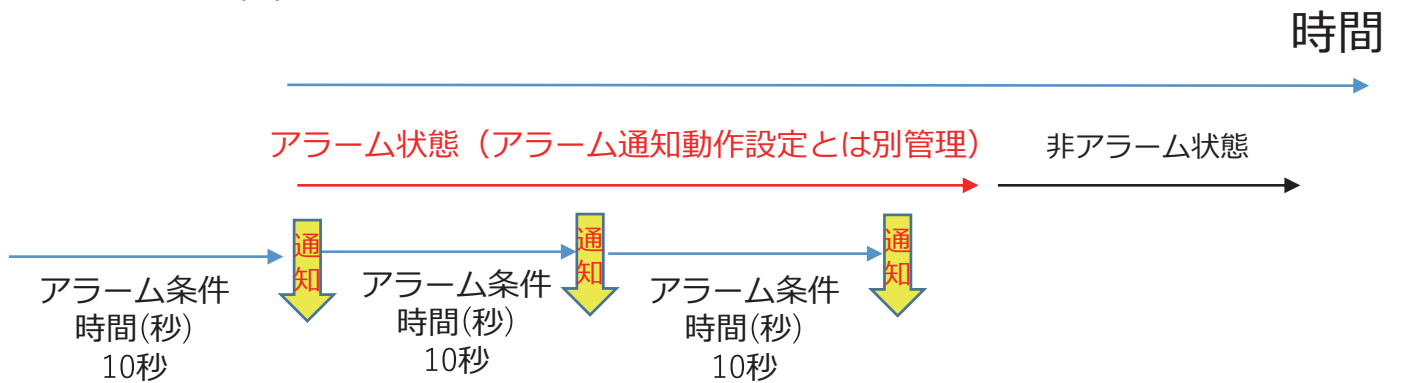 時間
アラーム状態（アラーム通知動作設定とは別管理）
非アラーム状態
通知
通知
通知
アラーム条件
時間(秒)
10秒
アラーム条件
時間(秒)
10秒
アラーム条件
時間(秒)
10秒